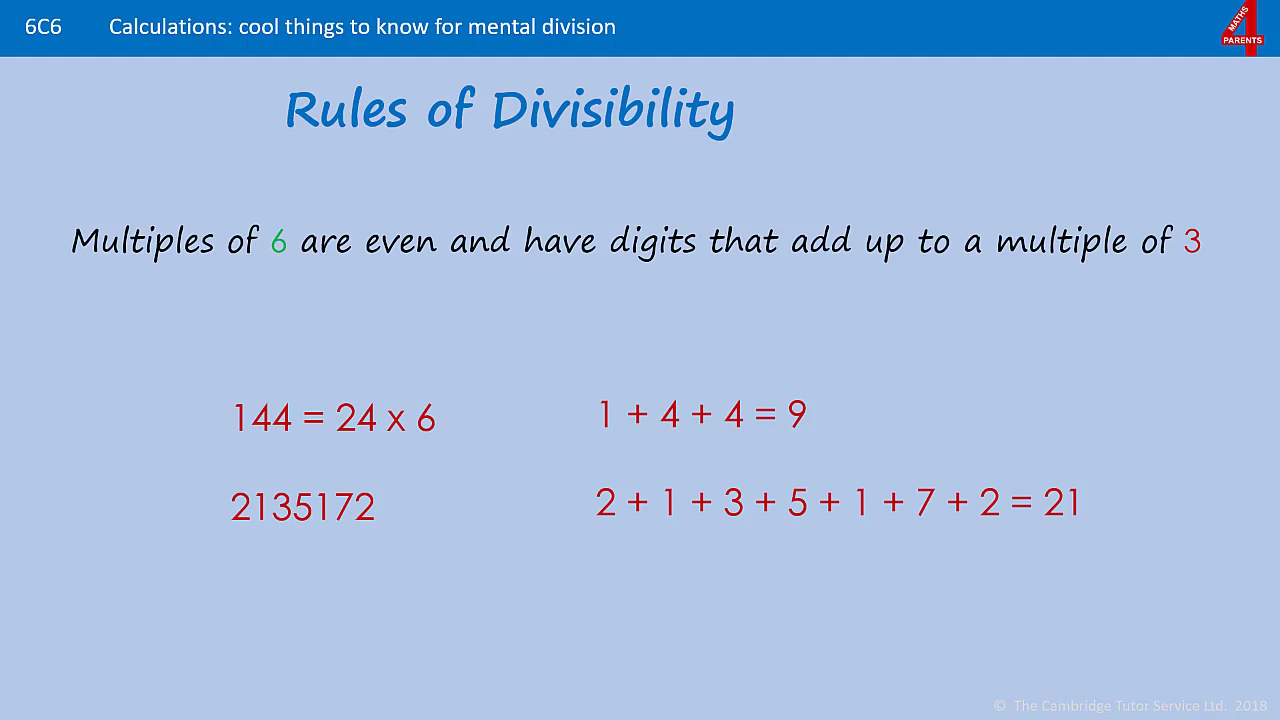 6C6 Calculations: cool things to know for mental division
MATHS
4
PARENTS
Rules of Divisibility
Multiples of 6 are even and have digits that add up to a multiple of 3
144 = 24 x 6 1 + 4 + 4 = 9
2135172 2 + 1 + 3 + 5 + 1 + 7 + 2 = 21
© The Cambridge Tutor Service Ltd. 2018